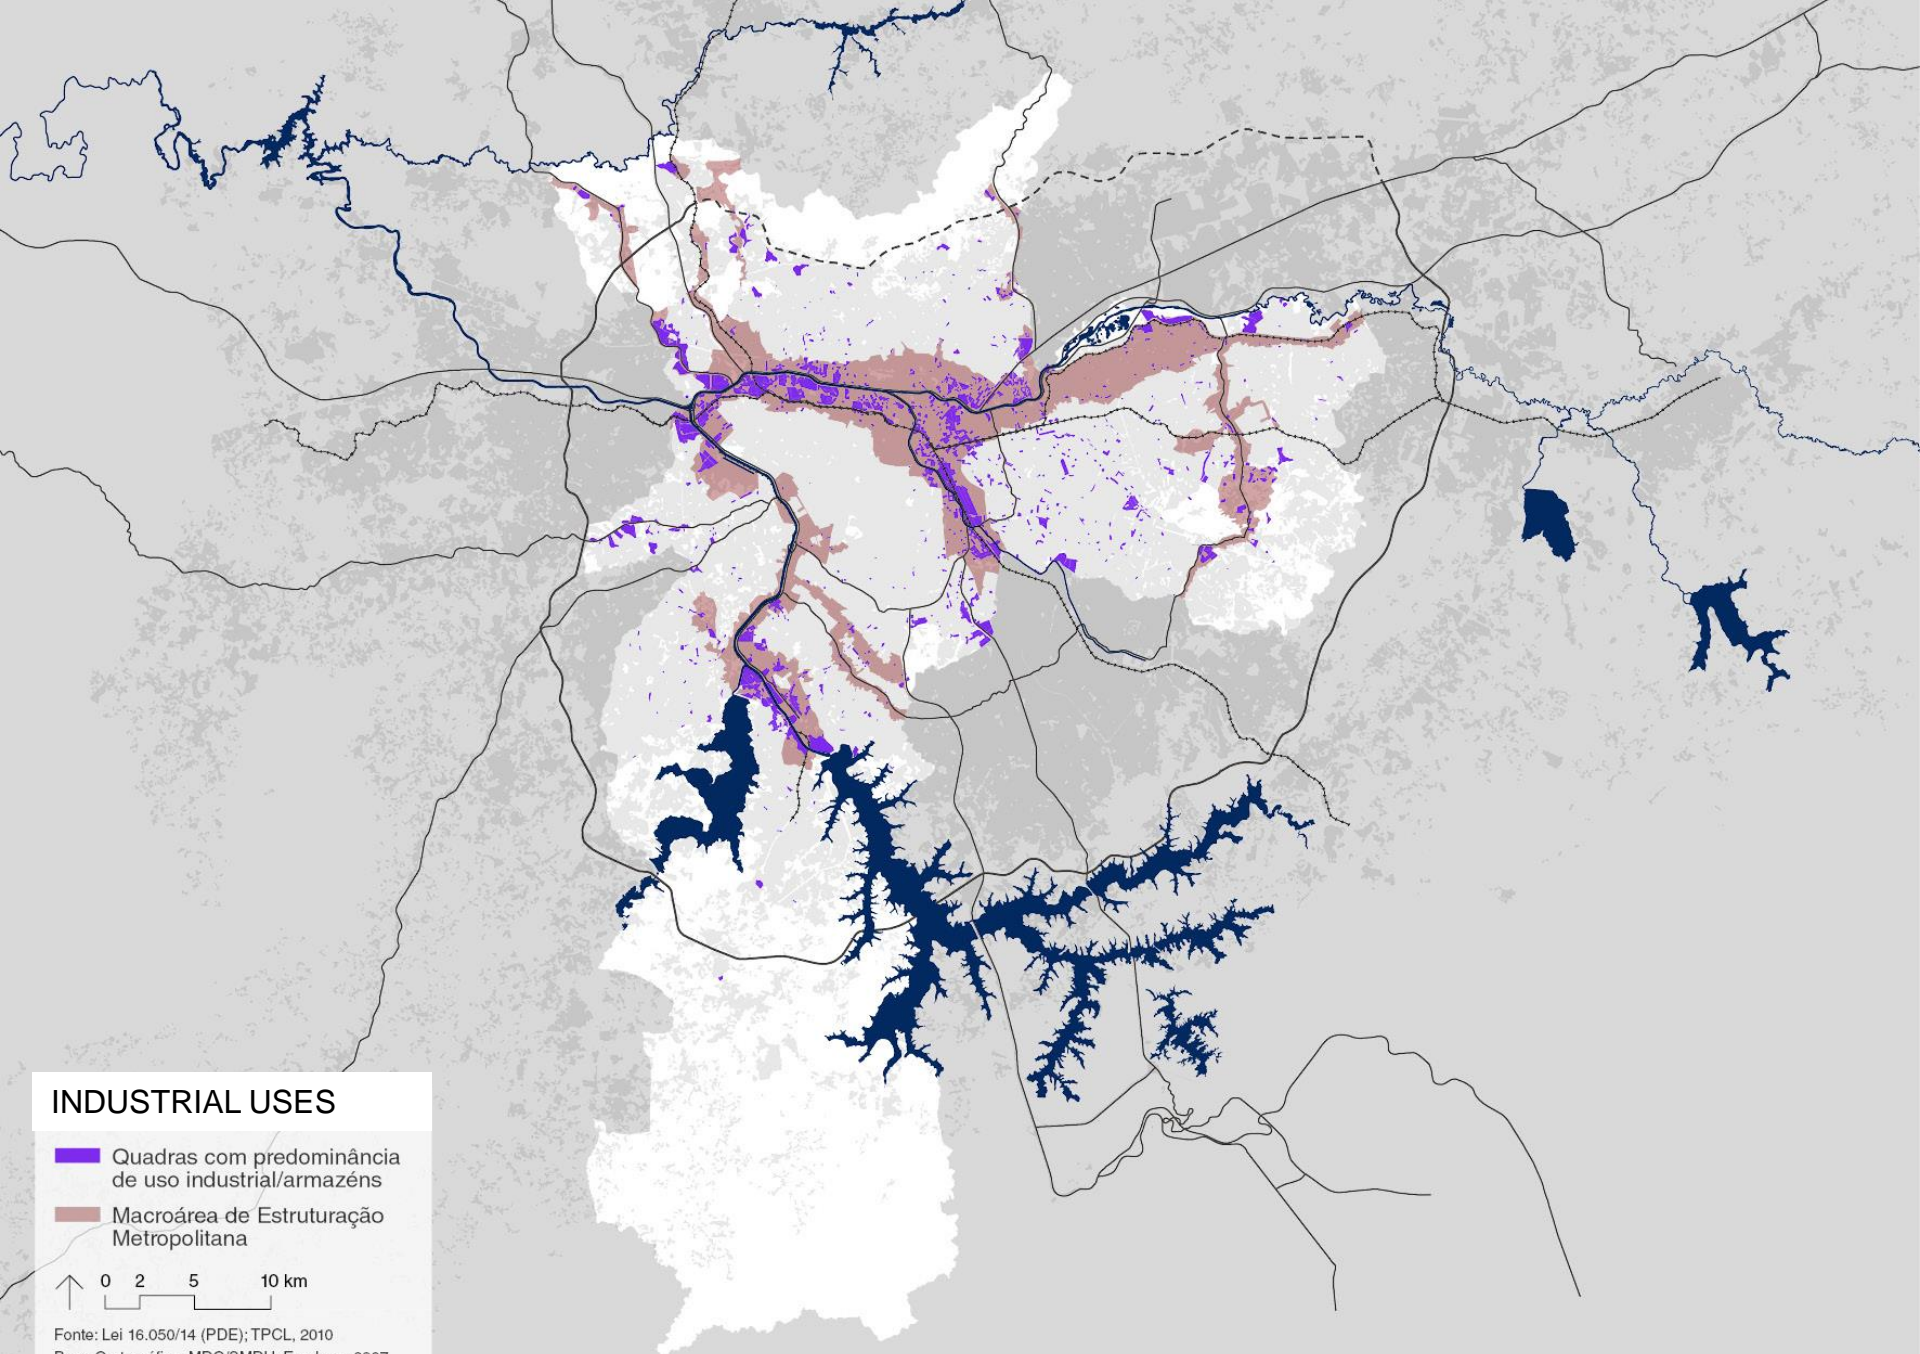 INDUSTRIAL USES
Quadras com predominância
de uso industrial/armazéns
Macroárea de Estruturação
Metropolitana
0 2 5 10 km
Fonte: Lei 16.050/14 (PDE); TPCL, 2010